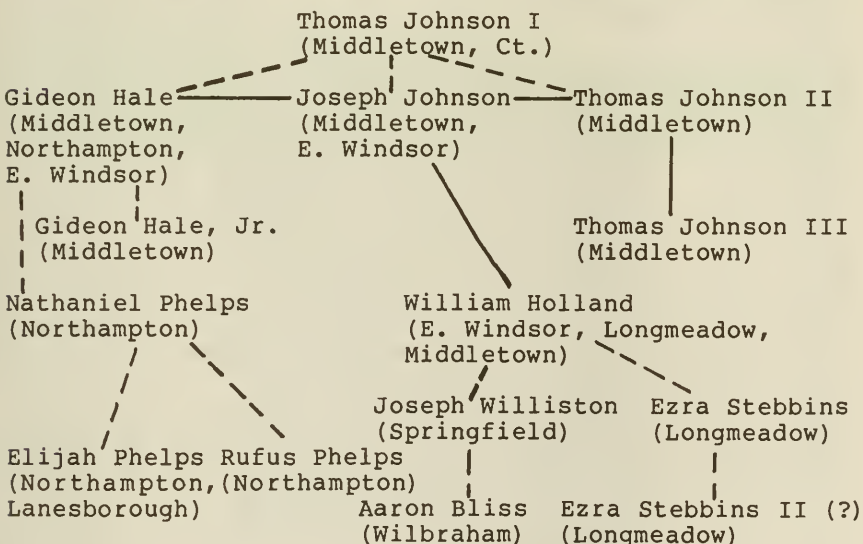 Thomas Johnson I
(Middletown, Ct.)
Gideon Hale
(Middletown,
Northampton,
E. Windsor)
Joseph Johnson
(Middletown,
E. Windsor)
Thomas Johnson II
(Middletown)
Gideon Hale, Jr.
(Middletown)
Thomas Johnson III
(Middletown)
Nathaniel Phelps
(Northampton)
William Holland
(E. Windsor, Longmeadow,
Middletown)
Joseph Williston
(Springfield)
Ezra Stebbins
(Longmeadow)
Elijah Phelps
(Northampton,
Lanesborough)
Rufus Phelps
(Northampton)
Aaron Bliss
(Wilbraham)
Ezra Stebbins II (?)
(Longmeadow)